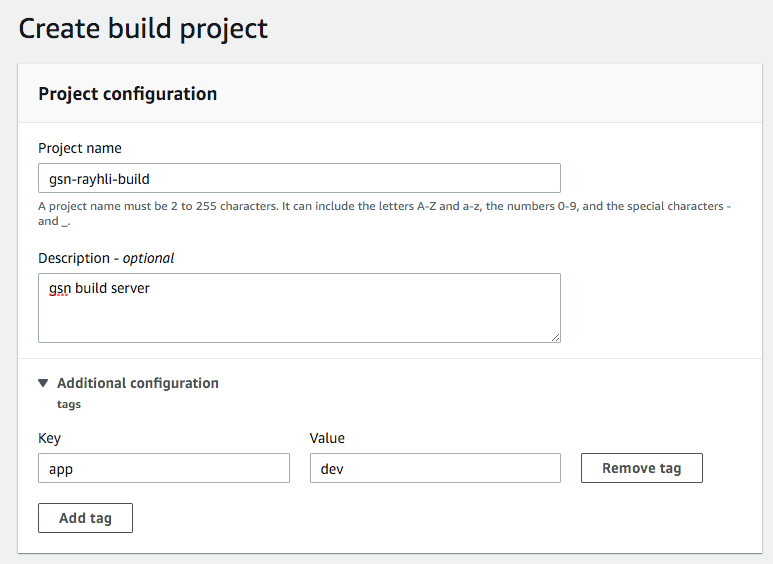 Create build project
Project configuration
Project name
gsn-rayhli-build
A project name must be 2 to 255 characters. It can include the letters A-Z and a-z, the numbers 0-9, and the special characters -
and _.
Description - optional
gsn build server
Additional configuration
tags
Key
Value
app
dev
Remove tag
Add tag